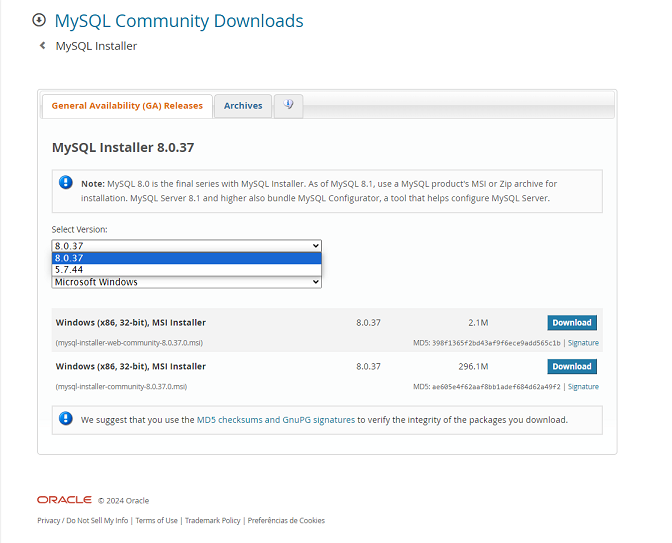 MySQL Community Downloads
MySQL Installer
General Availability (GA) Releases
Archives
MySQL Installer 8.0.37
Note: MySQL 8.0 is the final series with MySQL Installer. As of MySQL 8.1, use a MySQL product's MSI or Zip archive for
installation. MySQL Server 8.1 and higher also bundle MySQL Configurator, a tool that helps configure MySQL Server.
Select Version:
8.0.37
8.0.37
5.7.44
Microsoft Windows
Windows (x86, 32-bit), MSI Installer 8.0.37 2.1M Download
(mysql-installer-web-community-8.0.37.0.msi) MD5: 398f1365f2bd43af9f6ece9add565c1b | Signature
Windows (x86, 32-bit), MSI Installer 8.0.37 296.1M Download
(mysql-installer-community-8.0.37.0.msi) MD5: ae605e4f62aaf8bb1adef684d62a49f2 | Signature
We suggest that you use the MD5 checksums and GnuPG signatures to verify the integrity of the packages you download.
ORACLE © 2024 Oracle
Privacy / Do Not Sell My Info | Terms of Use | Trademark Policy | Preferências de Cookies